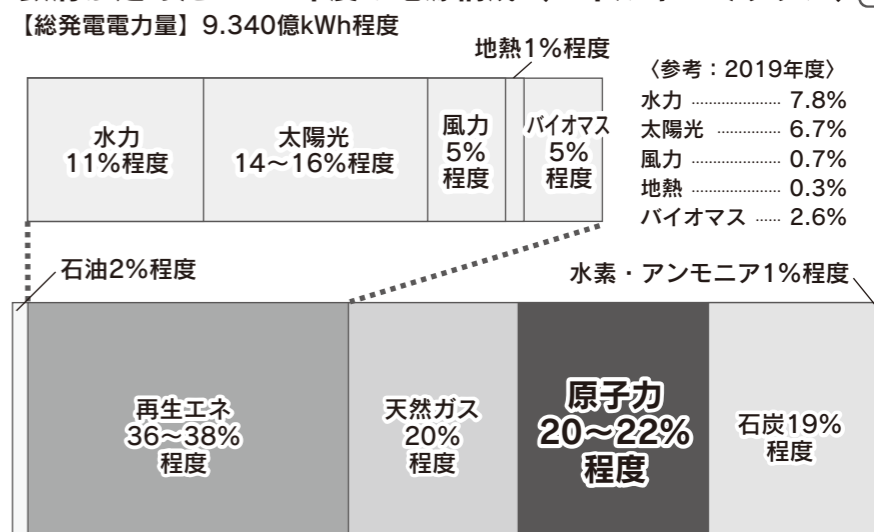 【総発電電力量】9.340億kWh程度
地熱1%程度
水力
11%程度
太陽光
14〜16%程度
風力
5%
程度
バイオマス
5%
程度
〈参考:2019年度〉
水力 ........................ 7.8%
太陽光 ................. 6.7%
風力 ........................ 0.7%
地熱 ........................ 0.3%
バイオマス ...... 2.6%
石油2%程度
水素・アンモニア1%程度
再生エネ
36〜38%
程度
天然ガス
20%
程度
原子力
20〜22%
程度
石炭19%
程度